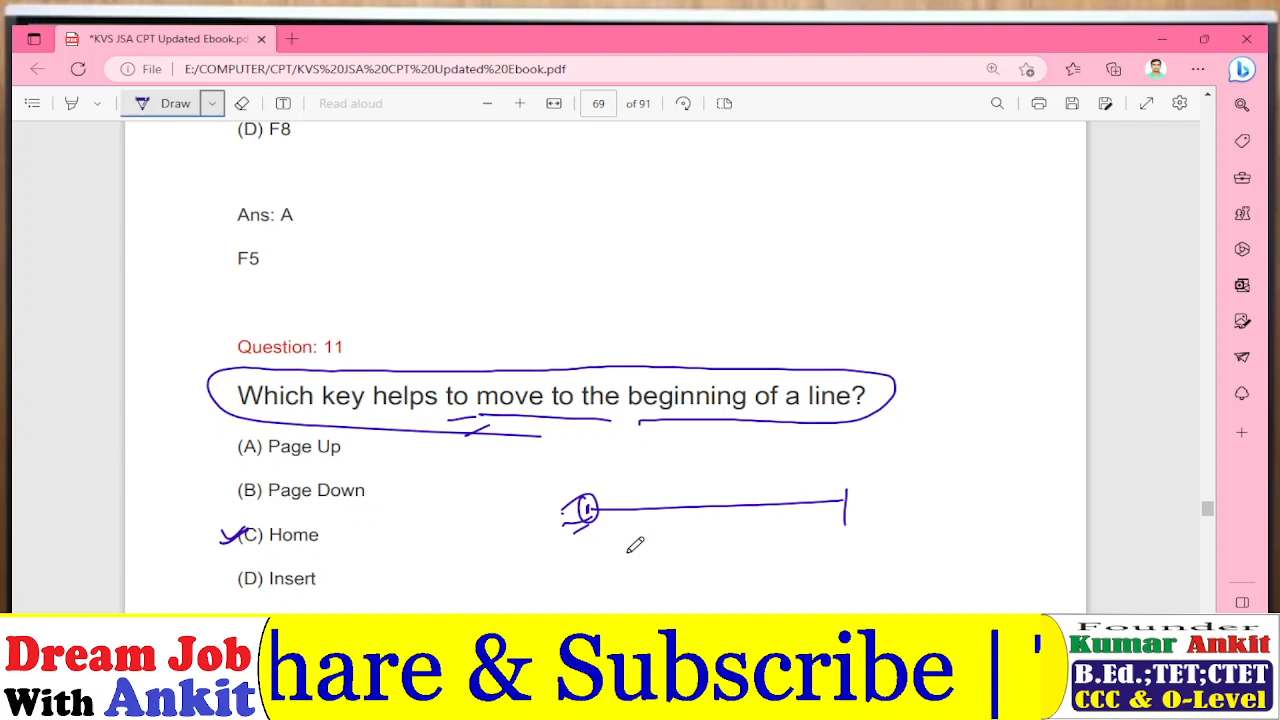 *KVS JSA CPT Updated Ebook.pd
File E:/COMPUTER/CPT/KVS%20JSA%20CPT%20Updated%20Ebook.pdf
Draw Read aloud 69 of 91
(D) F8
Ans: A
F5
Question: 11
Which key helps to move to the beginning of a line?
(A) Page Up
(B) Page Down
(C) Home
(D) Insert
Dream Job
With Ankit
hare & Subscribe |
Founder
Kumar Ankit
B.Ed.;TET;CTET
CCC & O-Level